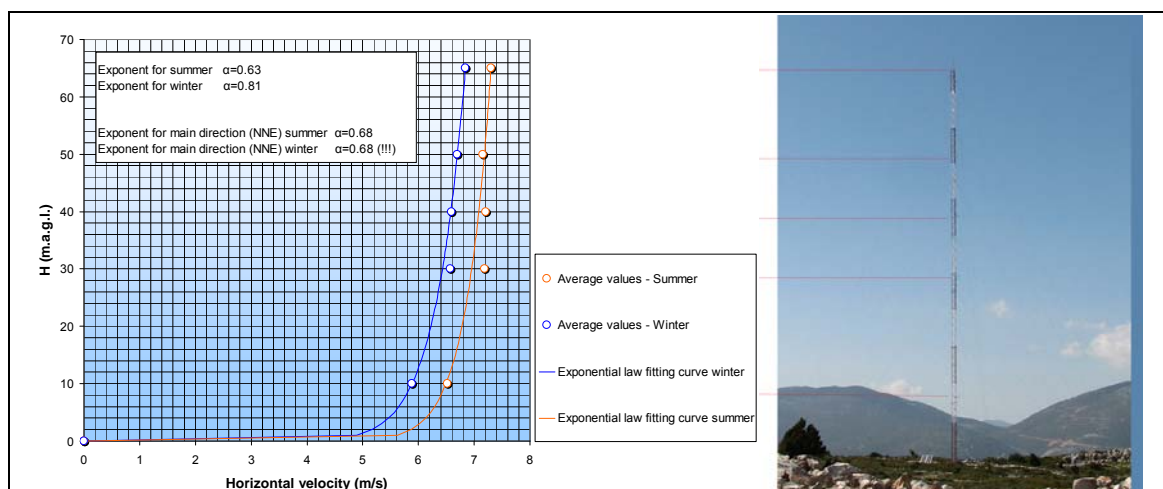 70
60
50
40
30
20
10
0
H (m.a.g.l.)
Exponent for summer α=0.63
Exponent for winter α=0.81
Exponent for main direction (NNE) summer α=0.68
Exponent for main direction (NNE) winter α=0.68 (!!!)
0 1 2 3 4 5 6 7 8
Horizontal velocity (m/s)
Average values - Summer
Average values - Winter
Exponential law fitting curve winter
Exponential law fitting curve summer